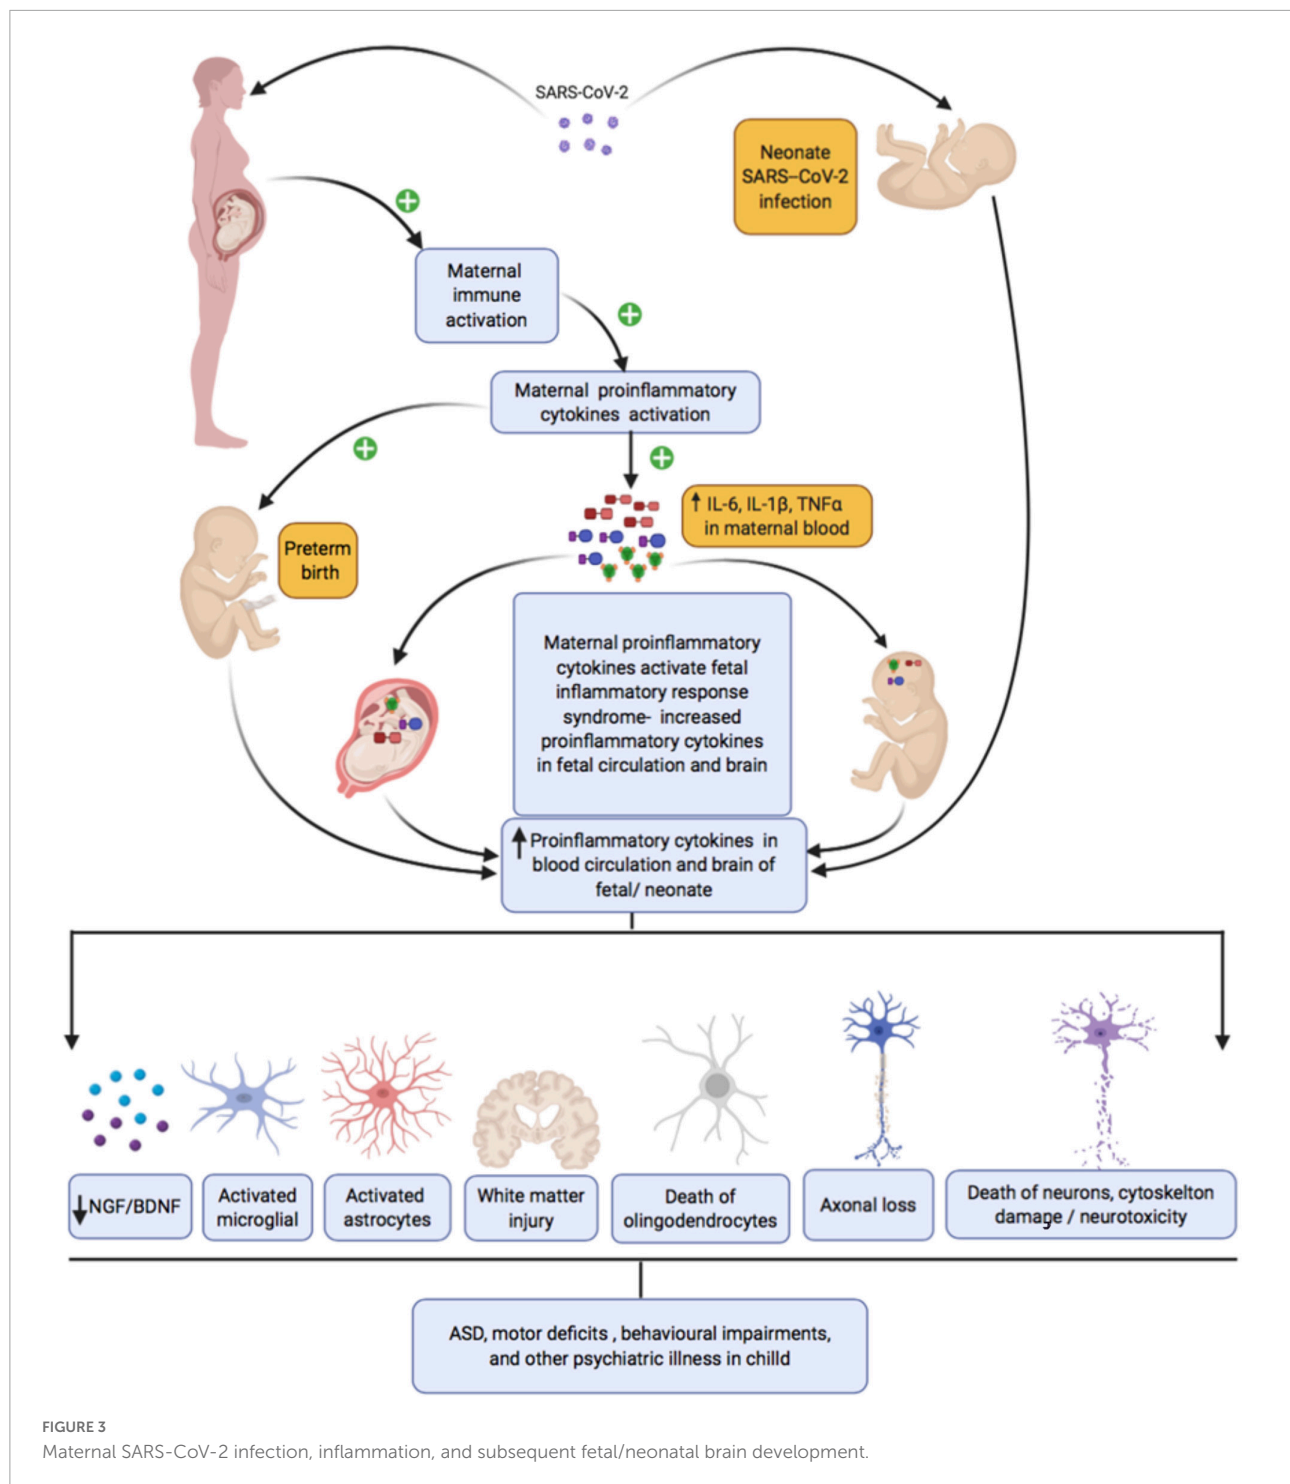 SARS-CoV-2
Neonate
SARS–CoV-2
infection
Maternal
immune
activation
Maternal proinflammatory
cytokines activation
IL-6, IL-1β, TNFα
in maternal blood
Preterm
birth
Maternal proinflammatory
cytokines activate fetal
inflammatory response
syndrome- increased
proinflammatory cytokines
in fetal circulation and brain
Proinflammatory cytokines in
blood circulation and brain of
fetal/ neonate
NGF/BDNF
Activated
microglial
Activated
astrocytes
White matter
injury
Death of
olingodendrocytes
Axonal loss
Death of neurons, cytoskelton
damage / neurotoxicity
ASD, motor deficits , behavioural impairments,
and other psychiatric illness in chilld
FIGURE 3
Maternal SARS-CoV-2 infection, inflammation, and subsequent fetal/neonatal brain development.